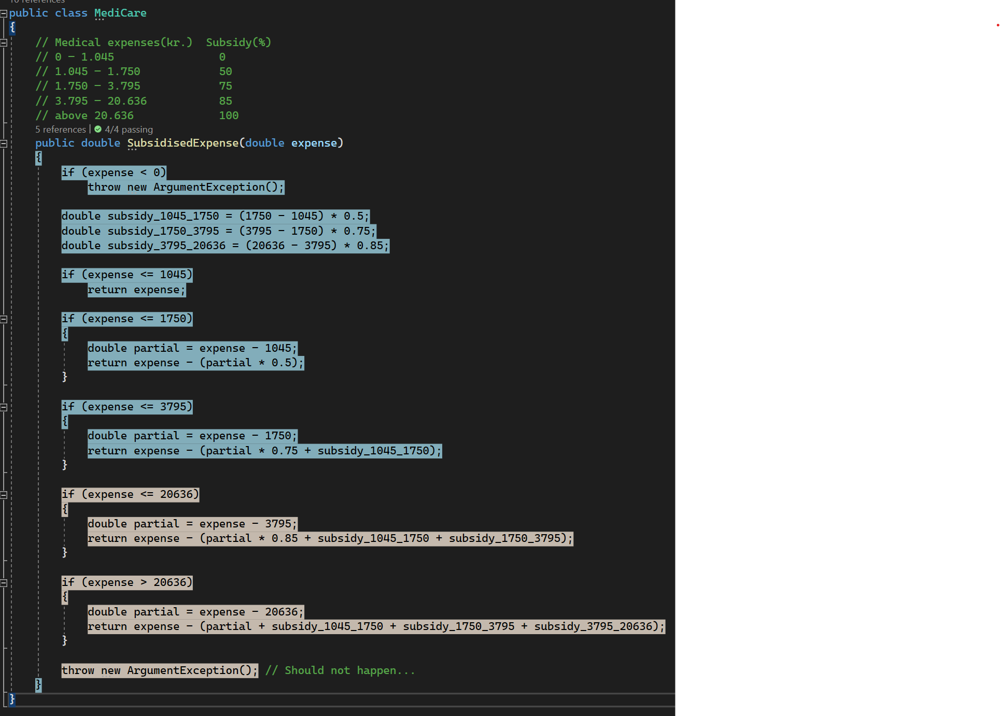 10 references
public class MediCare
{
// Medical expenses(kr.)  Subsidy(%)
// 0 - 1.045                0
// 1.045 - 1.750            50
// 1.750 - 3.795            75
// 3.795 - 20.636           85
// above 20.636             100
5 references | 4/4 passing
public double SubsidisedExpense(double expense)
{
if (expense < 0)
throw new ArgumentException();
double subsidy_1045_1750 = (1750 - 1045) * 0.5;
double subsidy_1750_3795 = (3795 - 1750) * 0.75;
double subsidy_3795_20636 = (20636 - 3795) * 0.85;
if (expense <= 1045)
return expense;
if (expense <= 1750)
{
double partial = expense - 1045;
return expense - (partial * 0.5);
}
if (expense <= 3795)
{
double partial = expense - 1750;
return expense - (partial * 0.75 + subsidy_1045_1750);
}
if (expense <= 20636)
{
double partial = expense - 3795;
return expense - (partial * 0.85 + subsidy_1045_1750 + subsidy_1750_3795);
}
if (expense > 20636)
{
double partial = expense - 20636;
return expense - (partial + subsidy_1045_1750 + subsidy_1750_3795 + subsidy_3795_20636);
}
throw new ArgumentException(); // Should not happen...
}
}